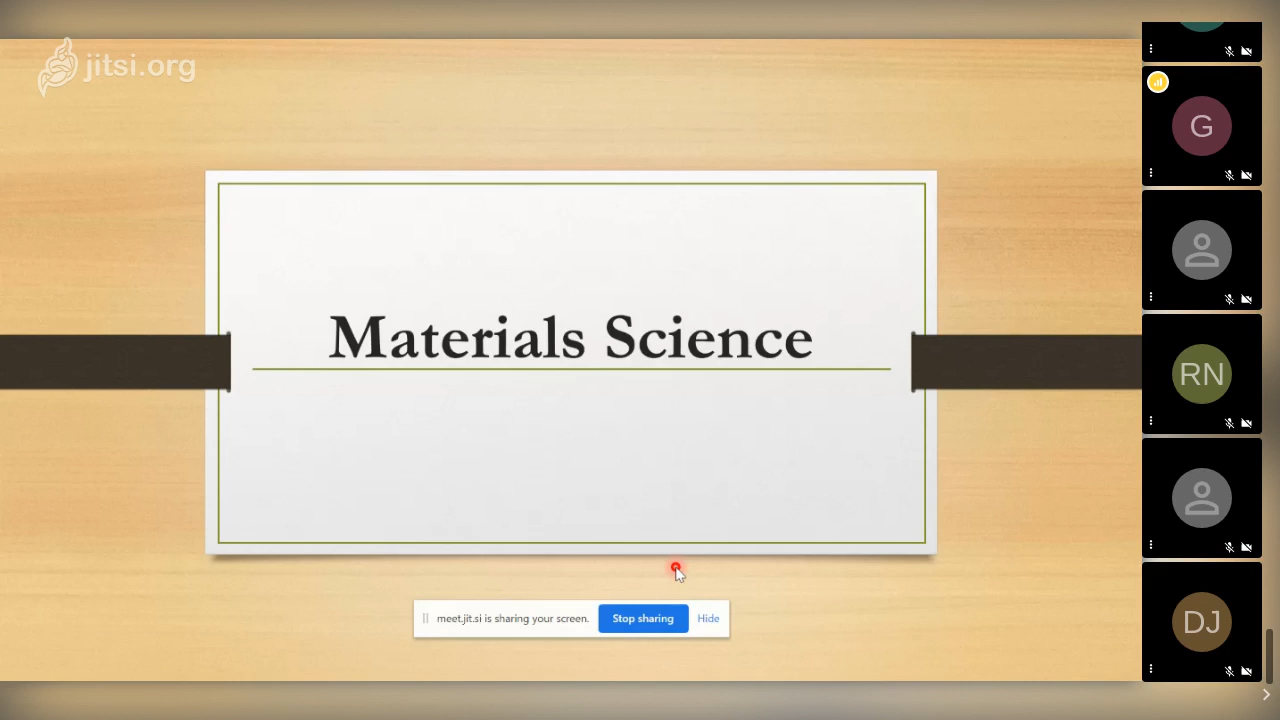 jitsi.org
G
Materials Science
RN
meet.jit.si is sharing your screen. Stop sharing Hide
DJ